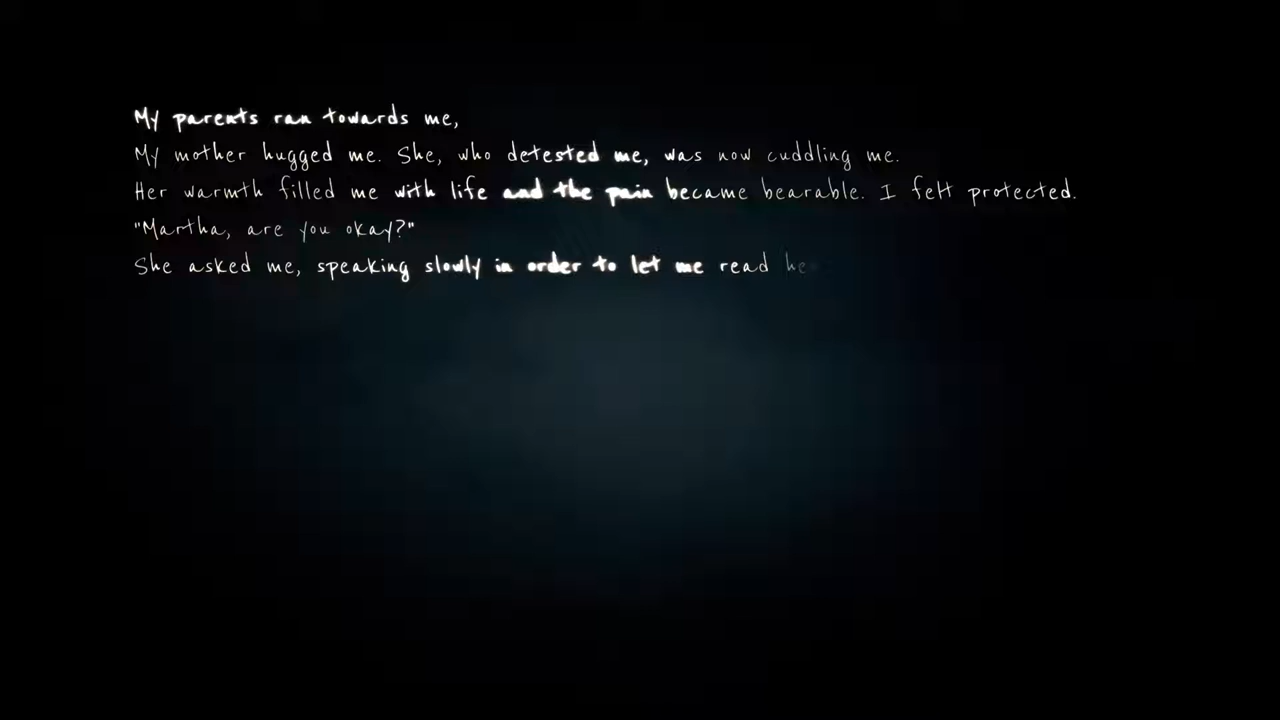 My parents ran towards me,
My mother hugged me. She, who detested me, was now cuddling me.
Her warmth filled me with life and the pain became bearable. I felt protected.
"Martha, are you okay?"
She asked me, speaking slowly in order to let me read he